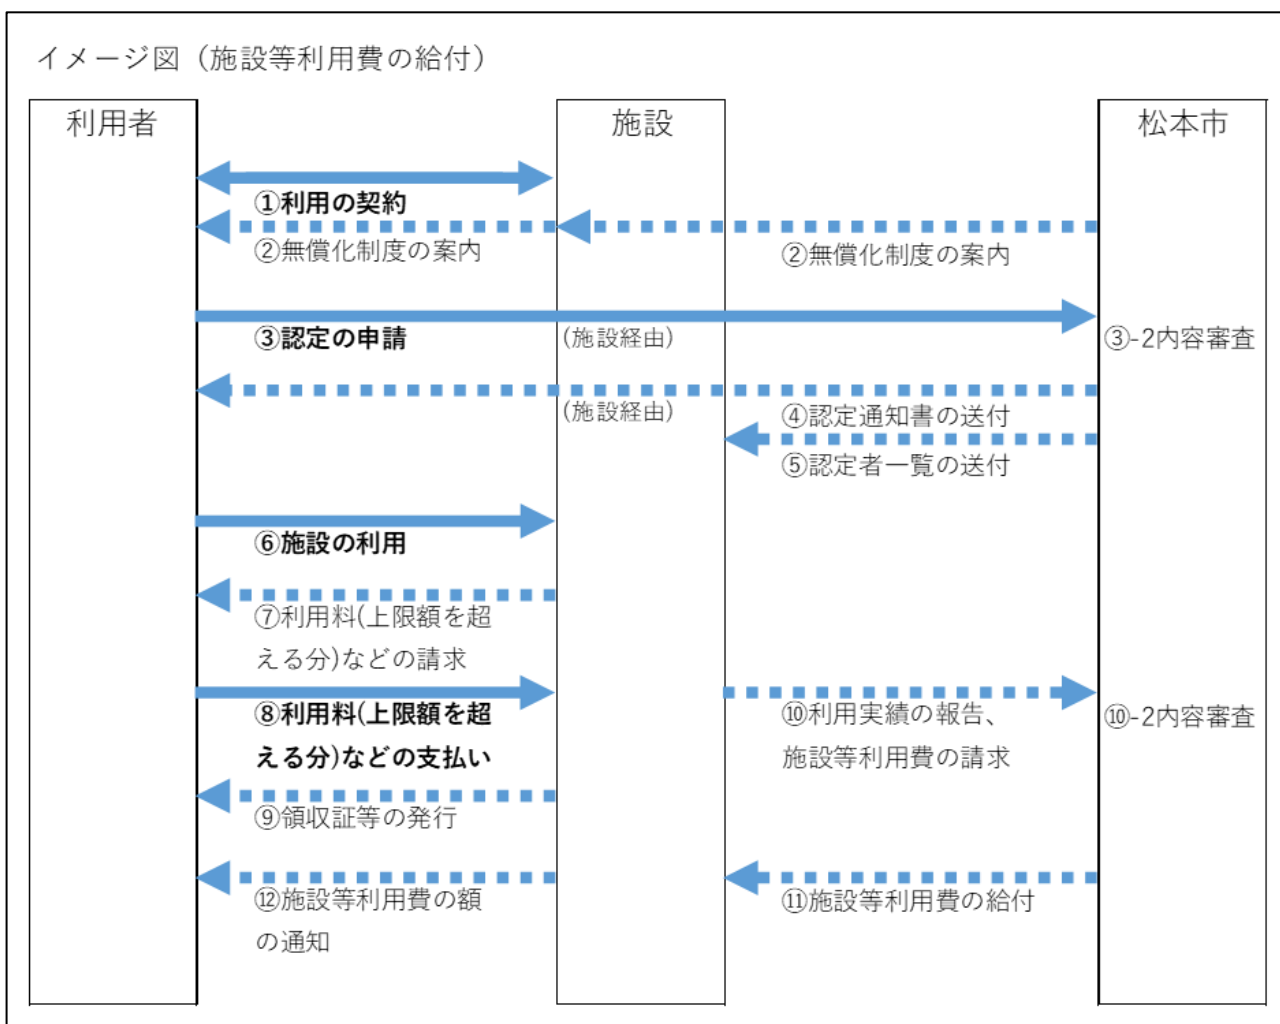 イメージ図（施設等利用費の給付）
利用者
施設
松本市
①利用の契約
②無償化制度の案内
②無償化制度の案内
③認定の申請
(施設経由)
③-2内容審査
(施設経由)
④認定通知書の送付
⑤認定者一覧の送付
⑥施設の利用
⑦利用料(上限額を超
える分)などの請求
⑧利用料(上限額を超
える分)などの支払い
⑩利用実績の報告、
施設等利用費の請求
⑩-2内容審査
⑨領収証等の発行
⑫施設等利用費の額
の通知
⑪施設等利用費の給付